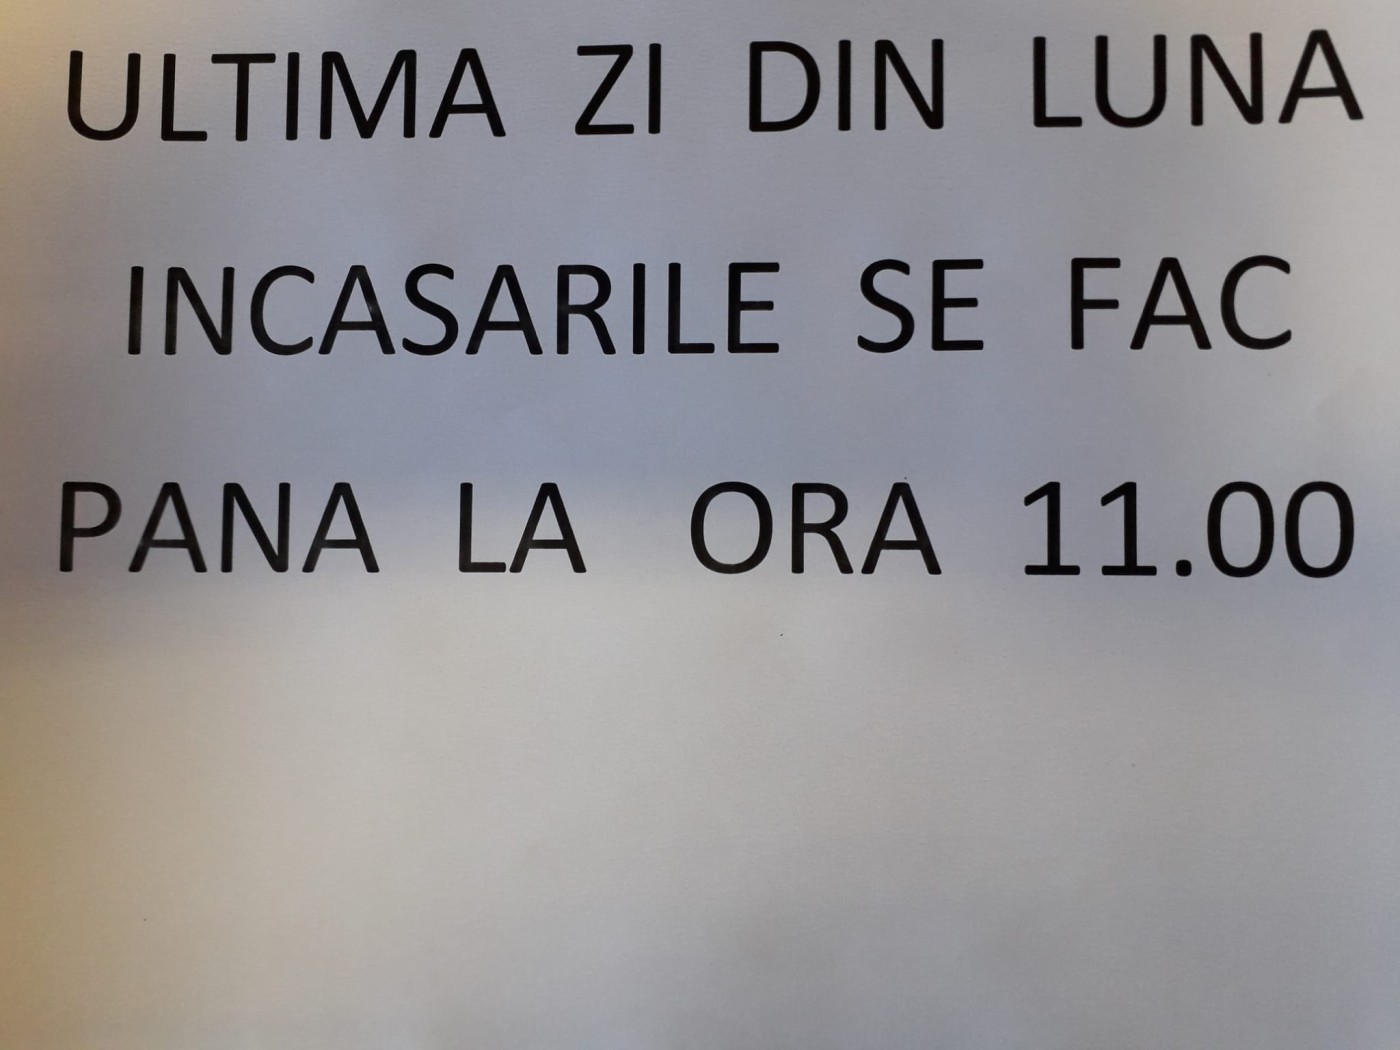 ULTIMA ZI DIN LUNA
INCASARILE SE FAC
PANA LA ORA 11.00